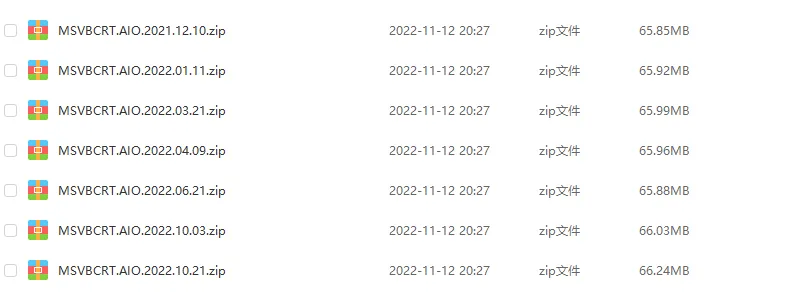 MSVBCRT.AIO.2021.12.10.zip 2022-11-12 20:27 zip文件 65.85MB
MSVBCRT.AIO.2022.01.11.zip 2022-11-12 20:27 zip文件 65.92MB
MSVBCRT.AIO.2022.03.21.zip 2022-11-12 20:27 zip文件 65.99MB
MSVBCRT.AIO.2022.04.09.zip 2022-11-12 20:27 zip文件 65.96MB
MSVBCRT.AIO.2022.06.21.zip 2022-11-12 20:27 zip文件 65.88MB
MSVBCRT.AIO.2022.10.03.zip 2022-11-12 20:27 zip文件 66.03MB
MSVBCRT.AIO.2022.10.21.zip 2022-11-12 20:27 zip文件 66.24MB